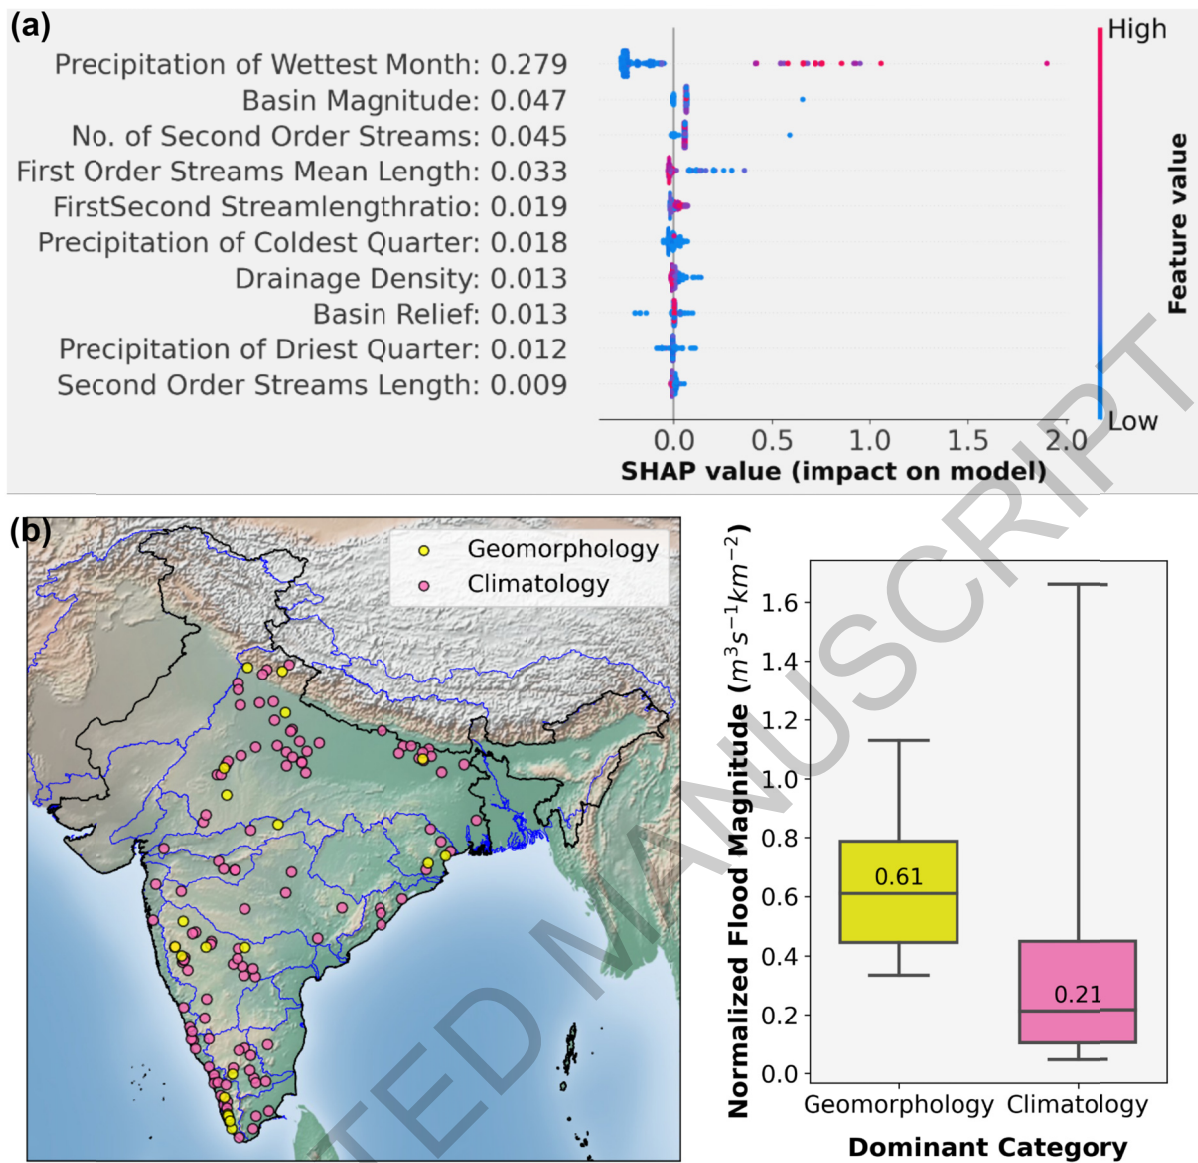 (a)
High
Precipitation of Wettest Month: 0.279
Basin Magnitude: 0.047
No. of Second Order Streams: 0.045
First Order Streams Mean Length: 0.033
FirstSecond Streamlengthratio: 0.019
Precipitation of Coldest Quarter: 0.018
Drainage Density: 0.013
Basin Relief: 0.013
Precipitation of Driest Quarter: 0.012
Second Order Streams Length: 0.009
Feature value
Low
0.0 0.5 1.0 1.5 2.0
SHAP value (impact on model)
(b)
Geomorphology
Climatology
Normalized Flood Magnitude (m³s⁻¹km⁻²)
1.6
1.4
1.2
1.0
0.8
0.6
0.4
0.2
0.0
0.61
0.21
Geomorphology Climatology
Dominant Category
TED MANUSCRIPT